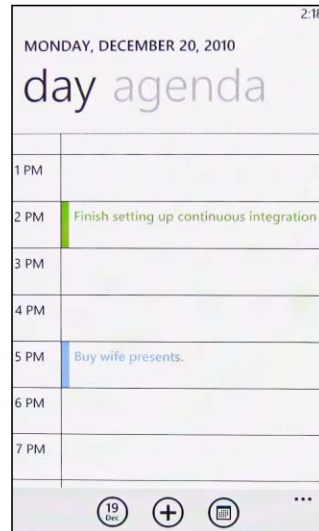 2:18
MONDAY, DECEMBER 20, 2010
day agenda
1 PM
2 PM Finish setting up continuous integration
3 PM
4 PM
5 PM Buy wife presents.
6 PM
7 PM
19
Dec